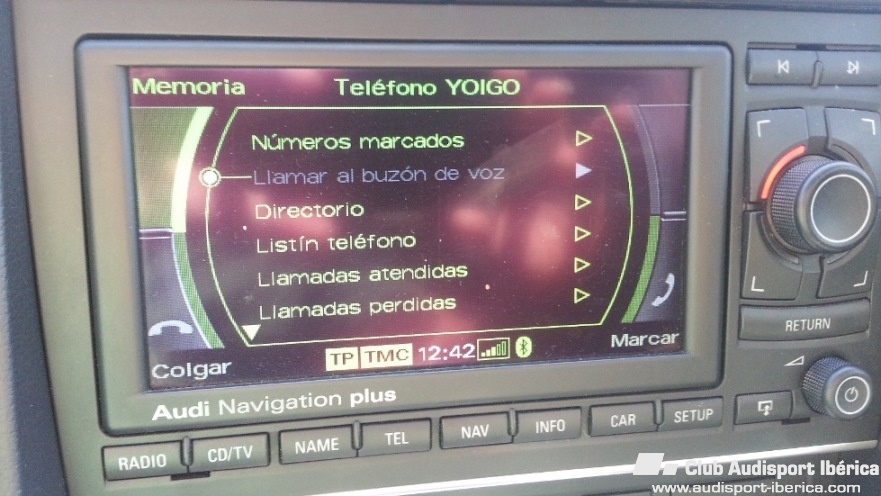 Memoria
Teléfono YOIGO
Números marcados
Llamar al buzón de voz
Directorio
Listín teléfono
Llamadas atendidas
Llamadas perdidas
Colgar
TP TMC 12:42
Marcar
Audi Navigation plus
RETURN
RADIO CD/TV NAME TEL NAV INFO CAR SETUP
Club Audisport Ibérica
www.audisport-iberica.com